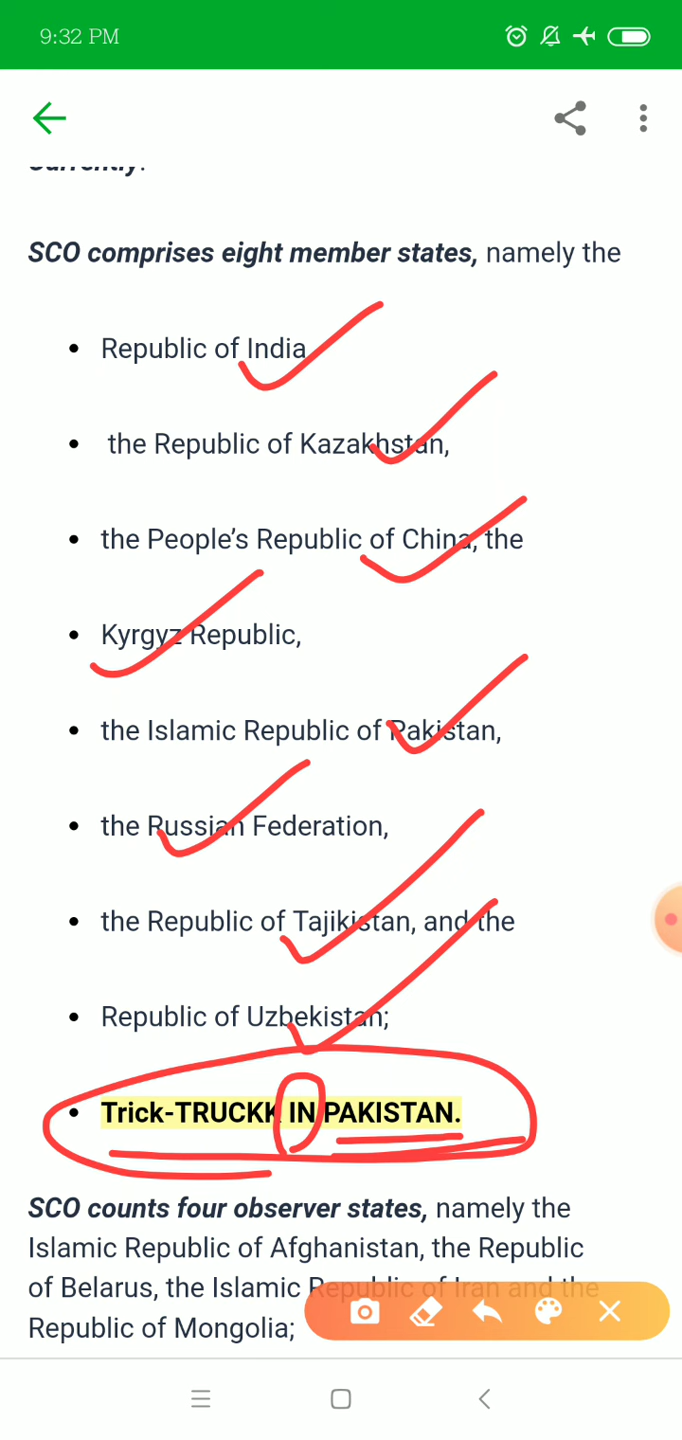 9:32 PM
Currently:
SCO comprises eight member states, namely the
• Republic of India
• the Republic of Kazakhstan,
• the People’s Republic of China, the
• Kyrgyz Republic,
• the Islamic Republic of Pakistan,
• the Russian Federation,
• the Republic of Tajikistan, and the
• Republic of Uzbekistan;
• Trick-TRUCKK IN PAKISTAN.
SCO counts four observer states, namely the
Islamic Republic of Afghanistan, the Republic
of Belarus, the Islamic Republic of Iran and the
Republic of Mongolia;